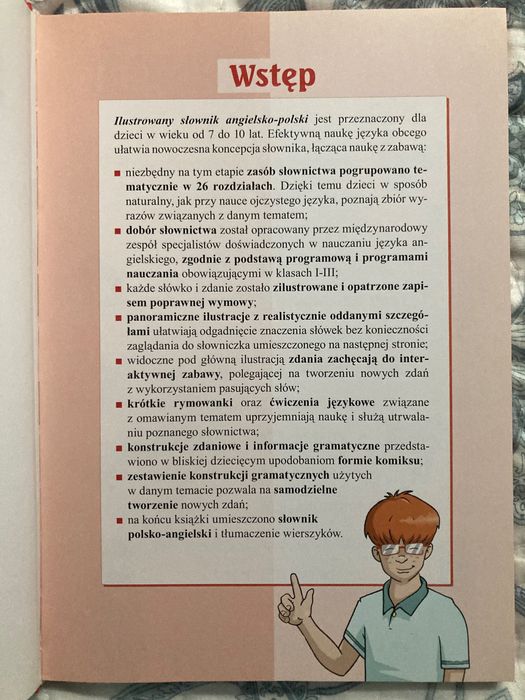 Wstęp
Ilustrowany słownik angielsko-polski jest przeznaczony dla
dzieci w wieku od 7 do 10 lat. Efektywną naukę języka obcego
ułatwia nowoczesna koncepcja słownika, łącząca naukę z zabawą:
■ niezbędny na tym etapie zasób słownictwa pogrupowano te-
matycznie w 26 rozdziałach. Dzięki temu dzieci w sposób
naturalny, jak przy nauce ojczystego języka, poznają zbiór wy-
razów związanych z danym tematem;
■ dobór słownictwa został opracowany przez międzynarodowy
zespół specjalistów doświadczonych w nauczaniu języka an-
gielskiego, zgodnie z podstawą programową i programami
nauczania obowiązującymi w klasach I-III;
■ każde słówko i zdanie zostało zilustrowane i opatrzone zapi-
sem poprawnej wymowy;
■ panoramiczne ilustracje z realistycznie oddanymi szczegó-
łami ułatwiają odgadnięcie znaczenia słówek bez konieczności
zaglądania do słowniczka umieszczonego na następnej stronie;
■ widoczne pod główną ilustracją zdania zachęcają do inter-
aktywnej zabawy, polegającej na tworzeniu nowych zdań
z wykorzystaniem pasujących słów;
■ krótkie rymowanki oraz ćwiczenia językowe związane
z omawianym tematem uprzyjemniają naukę i służą utrwala-
niu poznanego słownictwa;
■ konstrukcje zdaniowe i informacje gramatyczne przedsta-
wiono w bliskiej dziecięcym upodobaniom formie komiksu;
■ zestawienie konstrukcji gramatycznych użytych
w danym temacie pozwala na samodzielne
tworzenie nowych zdań;
■ na końcu książki umieszczono słownik
polsko-angielski i tłumaczenie wierszyków.